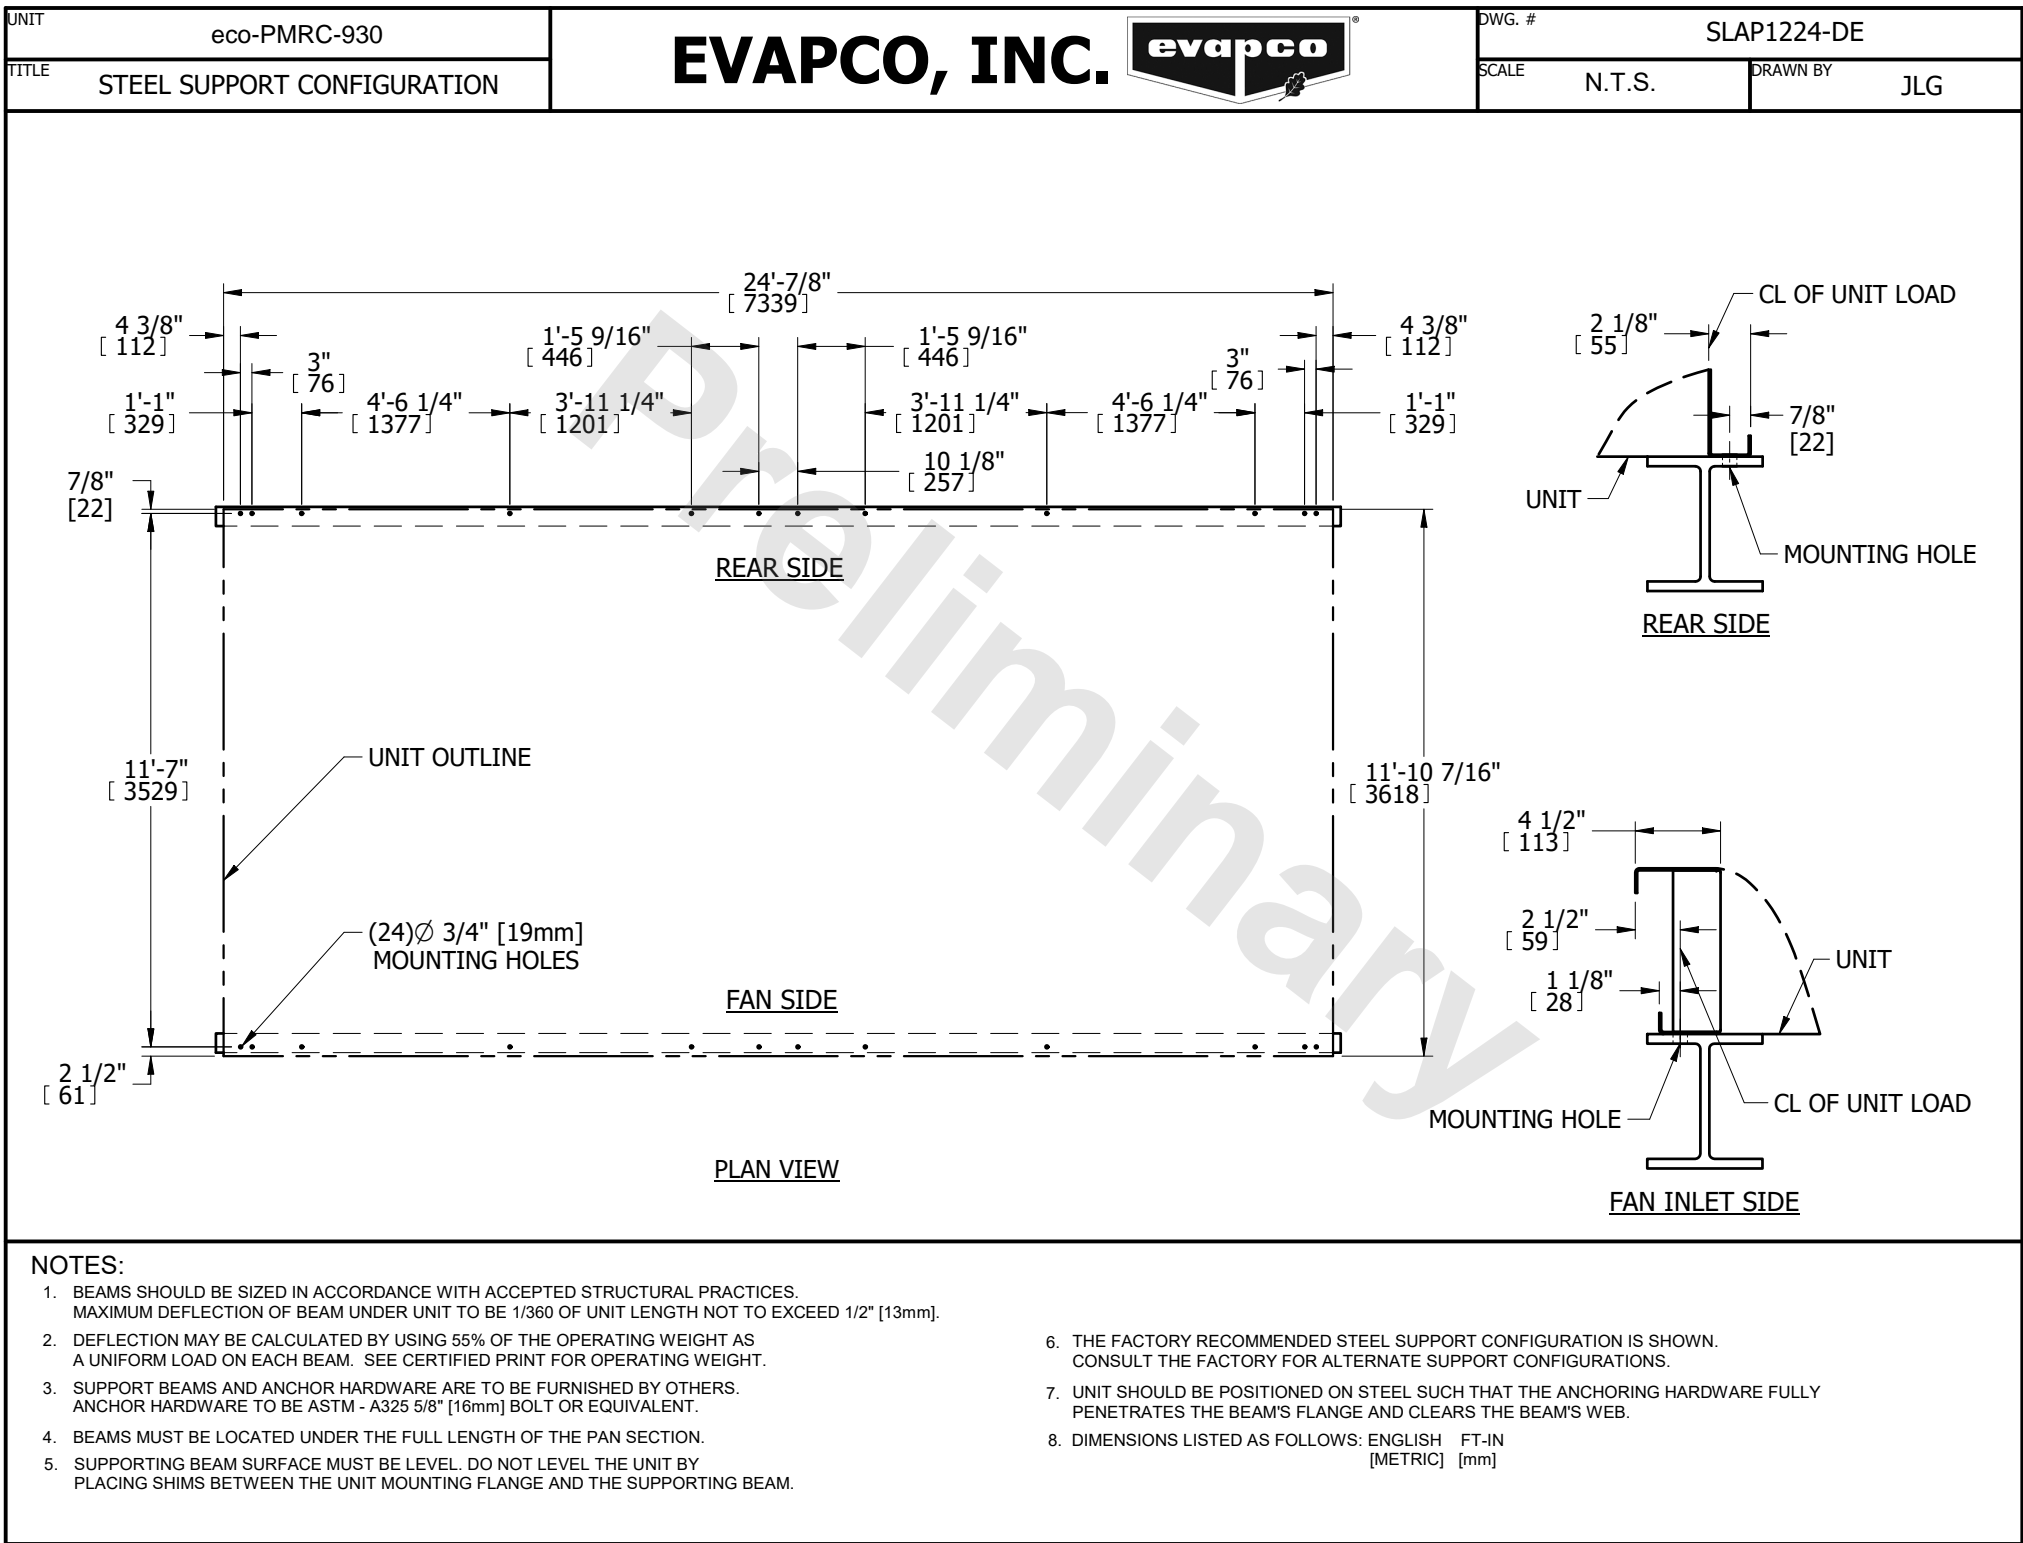 UNIT
eco-PMRC-930
TITLE
STEEL SUPPORT CONFIGURATION
EVAPCO, INC.
evapco
®
DWG. #
SLAP1224-DE
SCALE
N.T.S.
DRAWN BY
JLG
24'-7/8"
[ 7339]
4 3/8"
[ 112]
3"
[ 76]
1'-5 9/16"
[ 446]
1'-5 9/16"
[ 446]
3"
[ 76]
4 3/8"
[ 112]
1'-1"
[ 329]
4'-6 1/4"
[ 1377]
3'-11 1/4"
[ 1201]
3'-11 1/4"
[ 1201]
4'-6 1/4"
[ 1377]
1'-1"
[ 329]
10 1/8"
[ 257]
7/8"
[22]
REAR SIDE
UNIT OUTLINE
11'-7"
[ 3529]
11'-10 7/16"
[ 3618]
(24)Ø 3/4" [19mm]
MOUNTING HOLES
FAN SIDE
2 1/2"
[ 61]
PLAN VIEW
Preliminary
CL OF UNIT LOAD
2 1/8"
[ 55]
7/8"
[22]
UNIT
MOUNTING HOLE
REAR SIDE
4 1/2"
[ 113]
2 1/2"
[ 59]
1 1/8"
[ 28]
UNIT
CL OF UNIT LOAD
MOUNTING HOLE
FAN INLET SIDE
NOTES:
1. BEAMS SHOULD BE SIZED IN ACCORDANCE WITH ACCEPTED STRUCTURAL PRACTICES.
MAXIMUM DEFLECTION OF BEAM UNDER UNIT TO BE 1/360 OF UNIT LENGTH NOT TO EXCEED 1/2" [13mm].
2. DEFLECTION MAY BE CALCULATED BY USING 55% OF THE OPERATING WEIGHT AS
A UNIFORM LOAD ON EACH BEAM. SEE CERTIFIED PRINT FOR OPERATING WEIGHT.
3. SUPPORT BEAMS AND ANCHOR HARDWARE ARE TO BE FURNISHED BY OTHERS.
ANCHOR HARDWARE TO BE ASTM - A325 5/8" [16mm] BOLT OR EQUIVALENT.
4. BEAMS MUST BE LOCATED UNDER THE FULL LENGTH OF THE PAN SECTION.
5. SUPPORTING BEAM SURFACE MUST BE LEVEL. DO NOT LEVEL THE UNIT BY
PLACING SHIMS BETWEEN THE UNIT MOUNTING FLANGE AND THE SUPPORTING BEAM.
6. THE FACTORY RECOMMENDED STEEL SUPPORT CONFIGURATION IS SHOWN.
CONSULT THE FACTORY FOR ALTERNATE SUPPORT CONFIGURATIONS.
7. UNIT SHOULD BE POSITIONED ON STEEL SUCH THAT THE ANCHORING HARDWARE FULLY
PENETRATES THE BEAM'S FLANGE AND CLEARS THE BEAM'S WEB.
8. DIMENSIONS LISTED AS FOLLOWS: ENGLISH FT-IN
[METRIC] [mm]